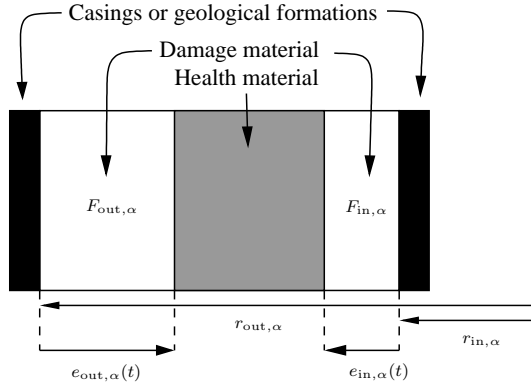 Casings or geological formations
Damage material
Health material
F_{out,α}
F_{in,α}
r_{out,α}
r_{in,α}
e_{out,α}(t)
e_{in,α}(t)